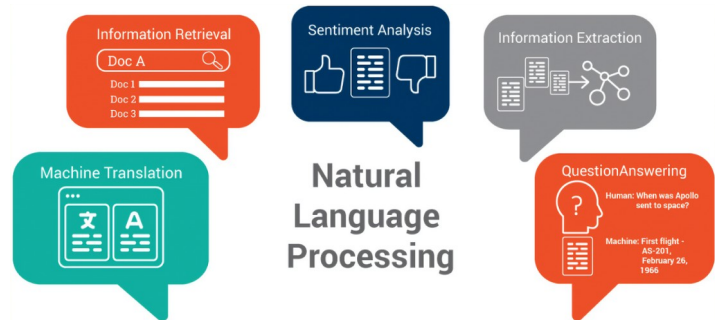 Information Retrieval
Doc A
Doc 1
Doc 2
Doc 3
Sentiment Analysis
Information Extraction
Machine Translation
文 A
Natural
Language
Processing
QuestionAnswering
?
Human: When was Apollo
sent to space?
Machine: First flight -
AS-201,
February 26,
1966